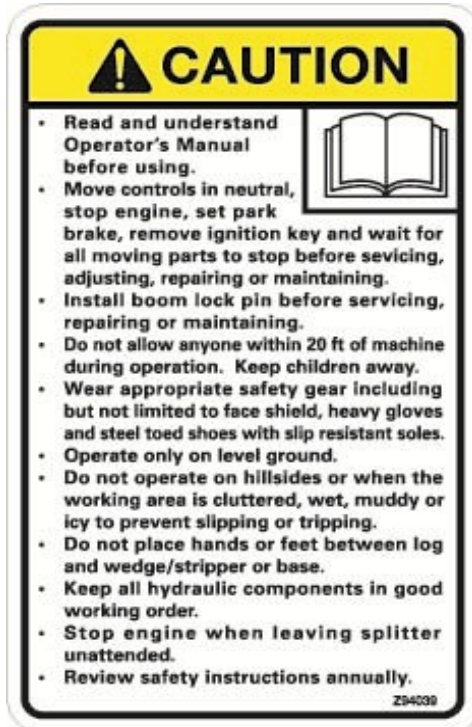 CAUTION
• Read and understand
Operator's Manual
before using.
• Move controls in neutral,
stop engine, set park
brake, remove ignition key and wait for
all moving parts to stop before sevicing,
adjusting, repairing or maintaining.
• Install boom lock pin before servicing,
repairing or maintaining.
• Do not allow anyone within 20 ft of machine
during operation. Keep children away.
• Wear appropriate safety gear including
but not limited to face shield, heavy gloves
and steel toed shoes with slip resistant soles.
• Operate only on level ground.
• Do not operate on hillsides or when the
working area is cluttered, wet, muddy or
icy to prevent slipping or tripping.
• Do not place hands or feet between log
and wedge/stripper or base.
• Keep all hydraulic components in good
working order.
• Stop engine when leaving splitter
unattended.
• Review safety instructions annually.
Z94039